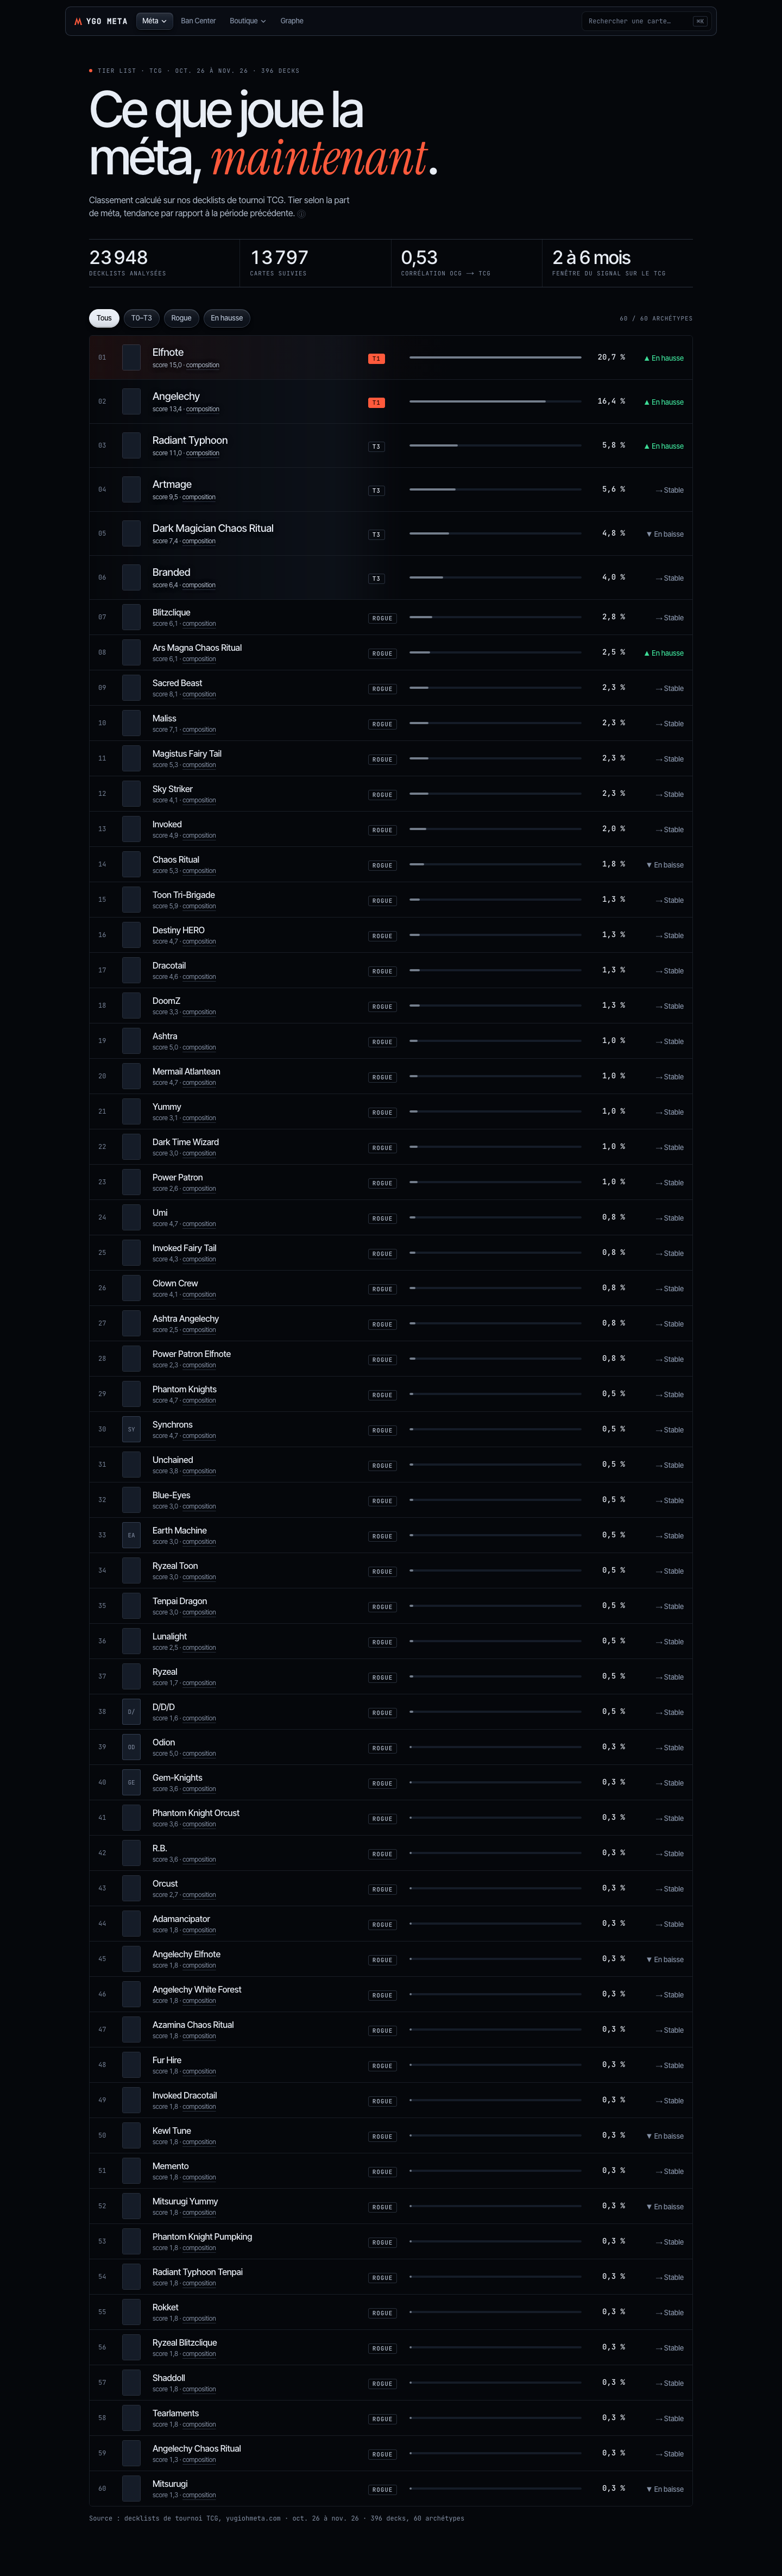 YGO META
Méta
Ban Center
Boutique
Graphe
Rechercher une carte…
⌘K
TIER LIST · TCG · OCT. 26 À NOV. 26 · 396 DECKS
Ce que joue la
méta, maintenant.
Classement calculé sur nos decklists de tournoi TCG. Tier selon la part
de méta, tendance par rapport à la période précédente.
23 948
DECKLISTS ANALYSÉES
13 797
CARTES SUIVIES
0,53
CORRÉLATION OCG ⟶ TCG
2 à 6 mois
FENÊTRE DU SIGNAL SUR LE TCG
Tous
T0–T3
Rogue
En hausse
60 / 60 ARCHÉTYPES
01 Elfnote T1 20,7 % ▲ En hausse
score 15,0 · composition
02 Angelechy T1 16,4 % ▲ En hausse
score 13,4 · composition
03 Radiant Typhoon T3 5,8 % ▲ En hausse
score 11,0 · composition
04 Artmage T3 5,6 % → Stable
score 9,5 · composition
05 Dark Magician Chaos Ritual T3 4,8 % ▼ En baisse
score 7,4 · composition
06 Branded T3 4,0 % → Stable
score 6,4 · composition
07 Blitzclique ROGUE 2,8 % → Stable
score 6,1 · composition
08 Ars Magna Chaos Ritual ROGUE 2,5 % ▲ En hausse
score 6,1 · composition
09 Sacred Beast ROGUE 2,3 % → Stable
score 8,1 · composition
10 Maliss ROGUE 2,3 % → Stable
score 7,1 · composition
11 Magistus Fairy Tail ROGUE 2,3 % → Stable
score 5,3 · composition
12 Sky Striker ROGUE 2,3 % → Stable
score 4,1 · composition
13 Invoked ROGUE 2,0 % → Stable
score 4,9 · composition
14 Chaos Ritual ROGUE 1,8 % ▼ En baisse
score 5,3 · composition
15 Toon Tri-Brigade ROGUE 1,3 % → Stable
score 5,9 · composition
16 Destiny HERO ROGUE 1,3 % → Stable
score 4,7 · composition
17 Dracotail ROGUE 1,3 % → Stable
score 4,6 · composition
18 DoomZ ROGUE 1,3 % → Stable
score 3,3 · composition
19 Ashtra ROGUE 1,0 % → Stable
score 5,0 · composition
20 Mermail Atlantean ROGUE 1,0 % → Stable
score 4,7 · composition
21 Yummy ROGUE 1,0 % → Stable
score 3,1 · composition
22 Dark Time Wizard ROGUE 1,0 % → Stable
score 3,0 · composition
23 Power Patron ROGUE 1,0 % → Stable
score 2,6 · composition
24 Umi ROGUE 0,8 % → Stable
score 4,7 · composition
25 Invoked Fairy Tail ROGUE 0,8 % → Stable
score 4,3 · composition
26 Clown Crew ROGUE 0,8 % → Stable
score 4,1 · composition
27 Ashtra Angelechy ROGUE 0,8 % → Stable
score 2,5 · composition
28 Power Patron Elfnote ROGUE 0,8 % → Stable
score 2,3 · composition
29 Phantom Knights ROGUE 0,5 % → Stable
score 4,7 · composition
30 SY Synchrons ROGUE 0,5 % → Stable
score 4,7 · composition
31 Unchained ROGUE 0,5 % → Stable
score 3,8 · composition
32 Blue-Eyes ROGUE 0,5 % → Stable
score 3,0 · composition
33 EA Earth Machine ROGUE 0,5 % → Stable
score 3,0 · composition
34 Ryzeal Toon ROGUE 0,5 % → Stable
score 3,0 · composition
35 Tenpai Dragon ROGUE 0,5 % → Stable
score 3,0 · composition
36 Lunalight ROGUE 0,5 % → Stable
score 2,5 · composition
37 Ryzeal ROGUE 0,5 % → Stable
score 1,7 · composition
38 D/ D/D/D ROGUE 0,5 % → Stable
score 1,6 · composition
39 OD Odion ROGUE 0,3 % → Stable
score 5,0 · composition
40 GE Gem-Knights ROGUE 0,3 % → Stable
score 3,6 · composition
41 Phantom Knight Orcust ROGUE 0,3 % → Stable
score 3,6 · composition
42 R.B. ROGUE 0,3 % → Stable
score 3,6 · composition
43 Orcust ROGUE 0,3 % → Stable
score 2,7 · composition
44 Adamancipator ROGUE 0,3 % → Stable
score 1,8 · composition
45 Angelechy Elfnote ROGUE 0,3 % ▼ En baisse
score 1,8 · composition
46 Angelechy White Forest ROGUE 0,3 % → Stable
score 1,8 · composition
47 Azamina Chaos Ritual ROGUE 0,3 % → Stable
score 1,8 · composition
48 Fur Hire ROGUE 0,3 % → Stable
score 1,8 · composition
49 Invoked Dracotail ROGUE 0,3 % → Stable
score 1,8 · composition
50 Kewl Tune ROGUE 0,3 % ▼ En baisse
score 1,8 · composition
51 Memento ROGUE 0,3 % → Stable
score 1,8 · composition
52 Mitsurugi Yummy ROGUE 0,3 % ▼ En baisse
score 1,8 · composition
53 Phantom Knight Pumpking ROGUE 0,3 % → Stable
score 1,8 · composition
54 Radiant Typhoon Tenpai ROGUE 0,3 % → Stable
score 1,8 · composition
55 Rokket ROGUE 0,3 % → Stable
score 1,8 · composition
56 Ryzeal Blitzclique ROGUE 0,3 % → Stable
score 1,8 · composition
57 Shaddoll ROGUE 0,3 % → Stable
score 1,8 · composition
58 Tearlaments ROGUE 0,3 % → Stable
score 1,8 · composition
59 Angelechy Chaos Ritual ROGUE 0,3 % → Stable
score 1,3 · composition
60 Mitsurugi ROGUE 0,3 % ▼ En baisse
score 1,3 · composition
Source : decklists de tournoi TCG, yugiohmeta.com · oct. 26 à nov. 26 · 396 decks, 60 archétypes